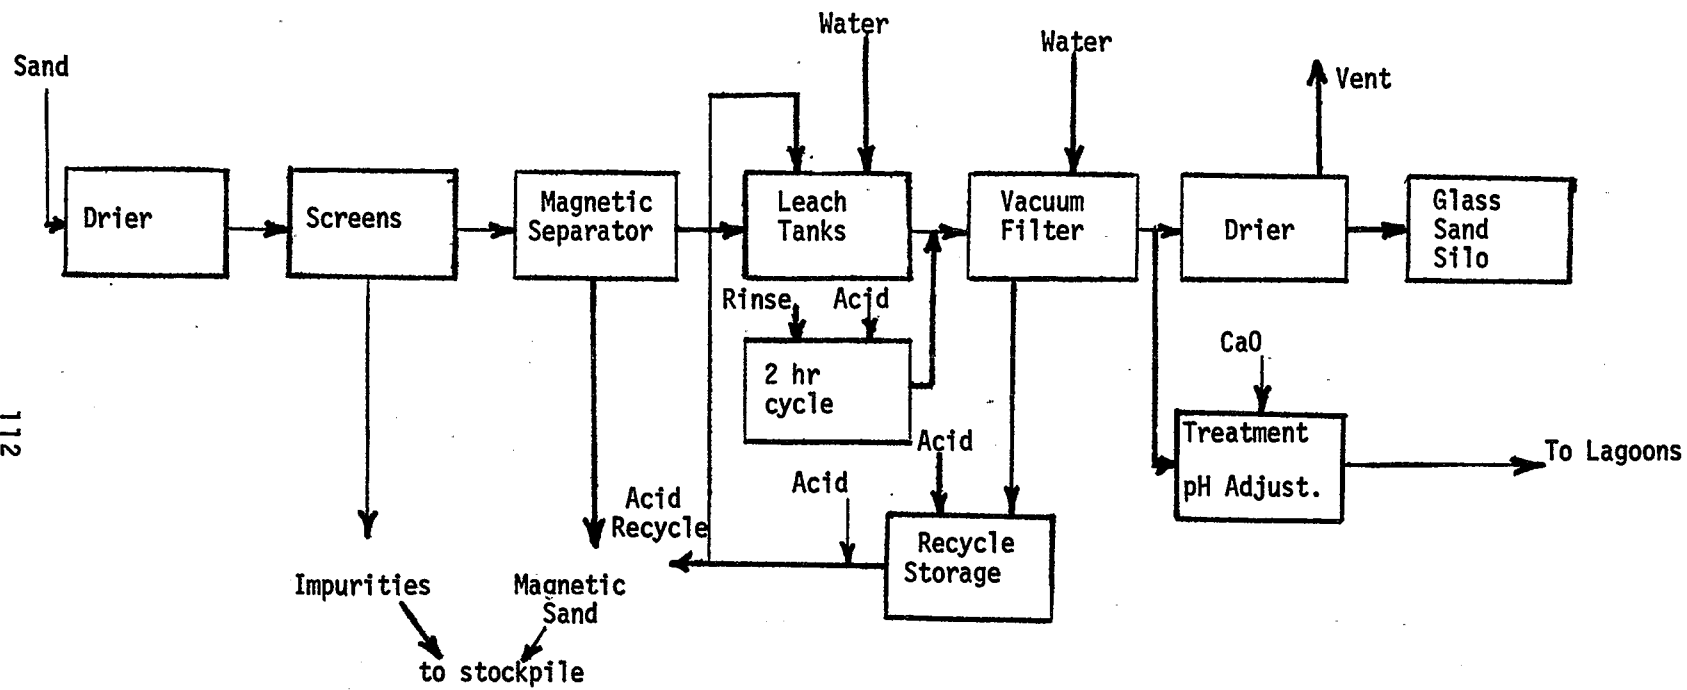 Water
Water
Sand
Vent
Drier
Screens
Magnetic
Separator
Leach
Tanks
Vacuum
Filter
Drier
Glass
Sand
Silo
Rinse
Acid
2 hr
cycle
CaO
Treatment
pH Adjust.
To Lagoons
112
Acid
Acid
Acid
Recycle
Recycle
Storage
Impurities
Magnetic
Sand
to stockpile